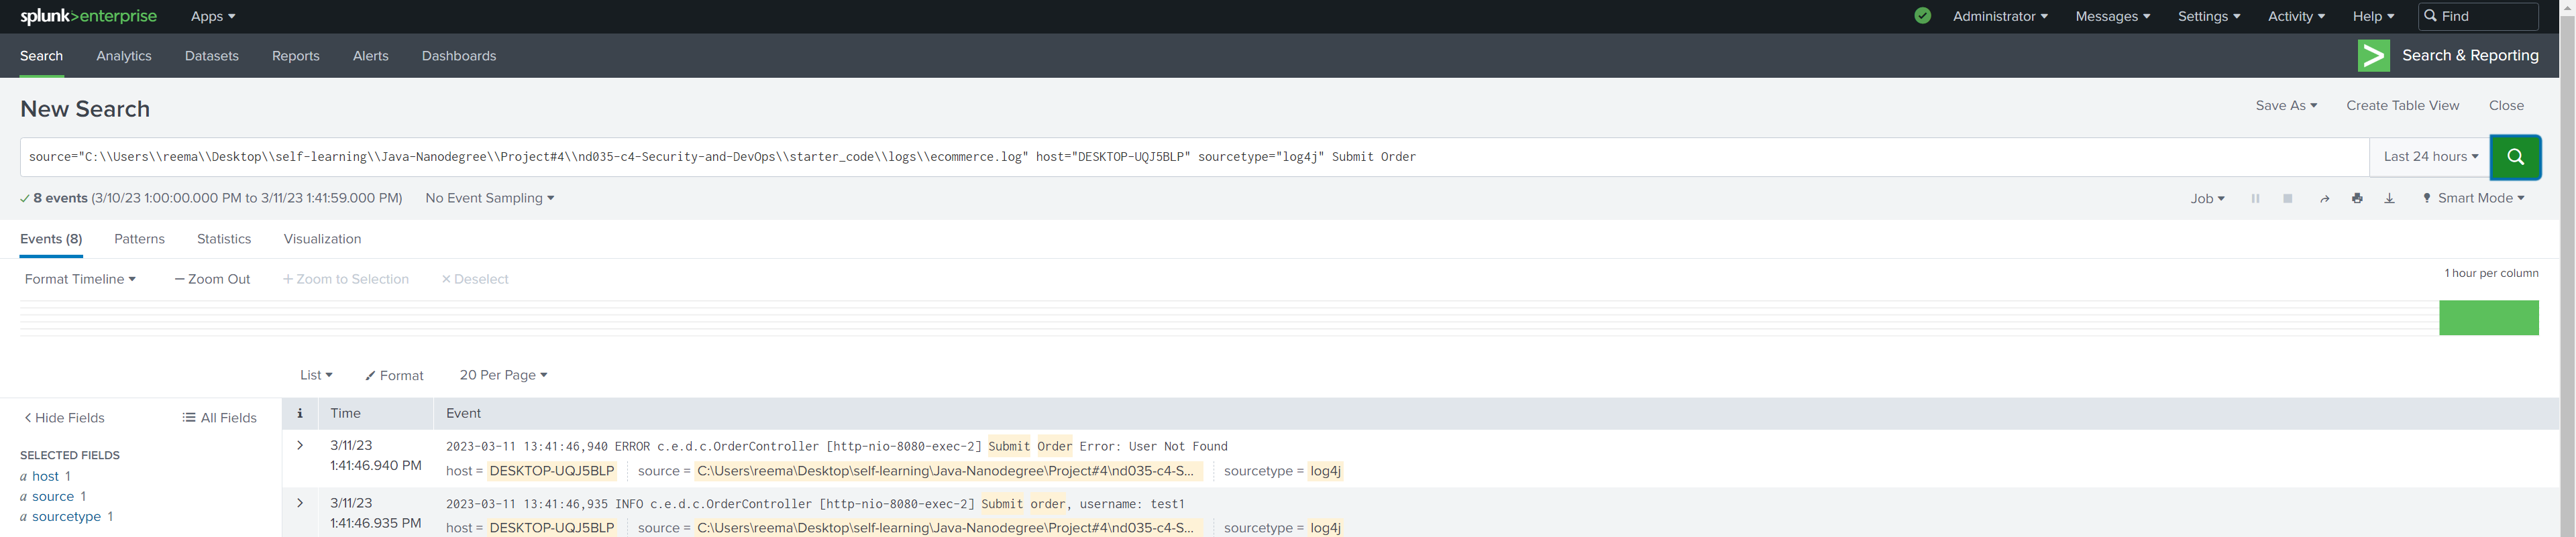 splunk>enterprise Apps Administrator Messages Settings Activity Help Find
Search Analytics Datasets Reports Alerts Dashboards Search & Reporting
New Search Save As Create Table View Close
source="C:\\Users\\reema\\Desktop\\self-learning\\Java-Nanodegree\\Project#4\\nd035-c4-Security-and-DevOps\\starter_code\\logs\\ecommerce.log" host="DESKTOP-UQJ5BLP" sourcetype="log4j" Submit Order Last 24 hours
8 events (3/10/23 1:00:00.000 PM to 3/11/23 1:41:59.000 PM) No Event Sampling Job Smart Mode
Events (8) Patterns Statistics Visualization
Format Timeline — Zoom Out + Zoom to Selection × Deselect 1 hour per column
List Format 20 Per Page
< Hide Fields All Fields i Time Event
SELECTED FIELDS
a host 1
a source 1
a sourcetype 1
> 3/11/23 2023-03-11 13:41:46,940 ERROR c.e.d.c.OrderController [http-nio-8080-exec-2] Submit Order Error: User Not Found
1:41:46.940 PM host = DESKTOP-UQJ5BLP source = C:\Users\reema\Desktop\self-learning\Java-Nanodegree\Project#4\nd035-c4-S... sourcetype = log4j
> 3/11/23 2023-03-11 13:41:46,935 INFO c.e.d.c.OrderController [http-nio-8080-exec-2] Submit order, username: test1
1:41:46.935 PM host = DESKTOP-UQJ5BLP source = C:\Users\reema\Desktop\self-learning\Java-Nanodegree\Project#4\nd035-c4-S... sourcetype = log4j